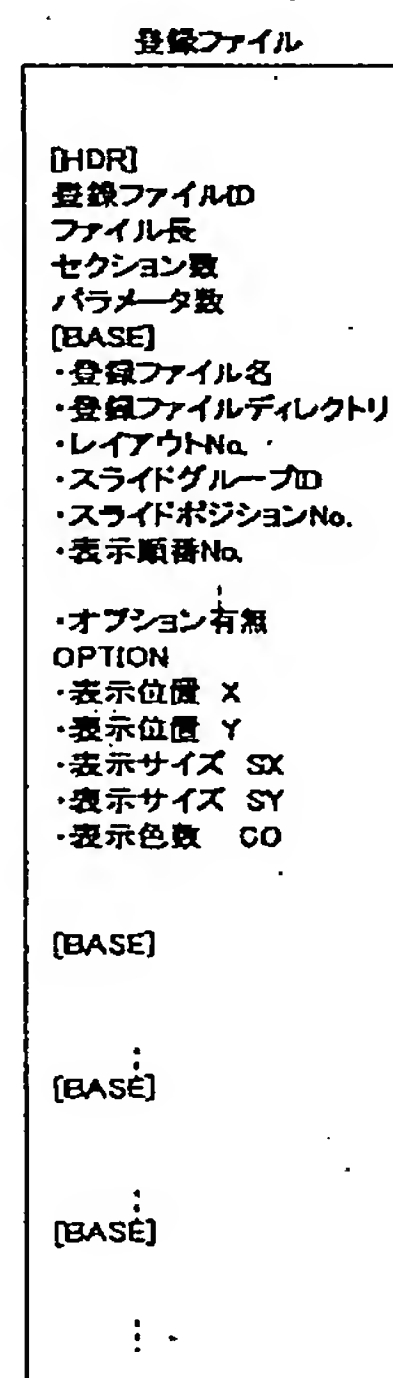 登録ファイル
[HDR]
登録ファイルID
ファイル長
セクション数
パラメータ数
[BASE]
・登録ファイル名
・登録ファイルディレクトリ
・レイアウトNo.
・スライドグループID
・スライドポジションNo.
・表示順番No.
・オプション有無
OPTION
・表示位置 X
・表示位置 Y
・表示サイズ SX
・表示サイズ SY
・表示色数 CO
[BASE]
[BASE]
[BASE]